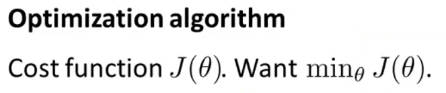 Optimization algorithm
Cost function J(θ). Want min_θ J(θ).